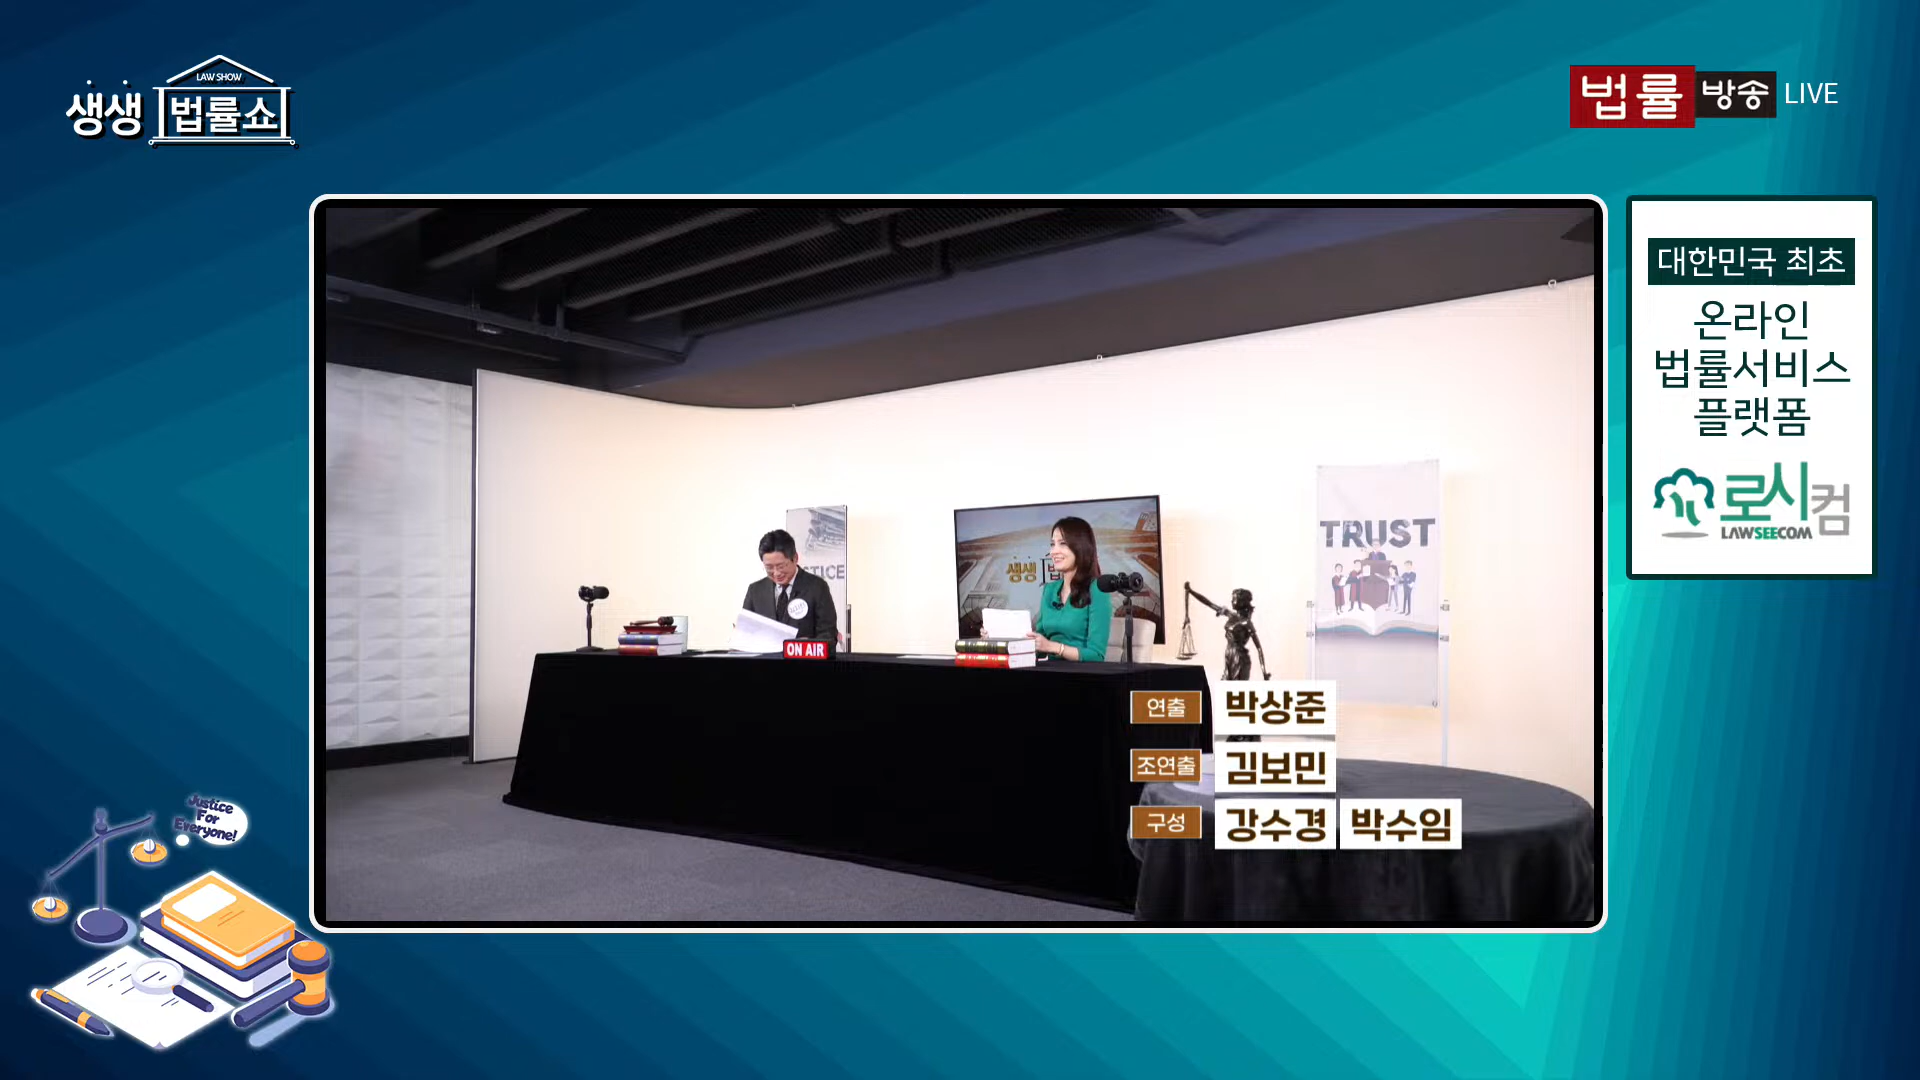 LAW SHOW
생생 법률쇼
법률방송 LIVE
대한민국 최초
온라인
법률서비스
플랫폼
로시컴
LAWSEECOM
TRUST
생생
ON AIR
연출 박상준
조연출 김보민
구성 강수경 박수임
Justice
For
Everyone!